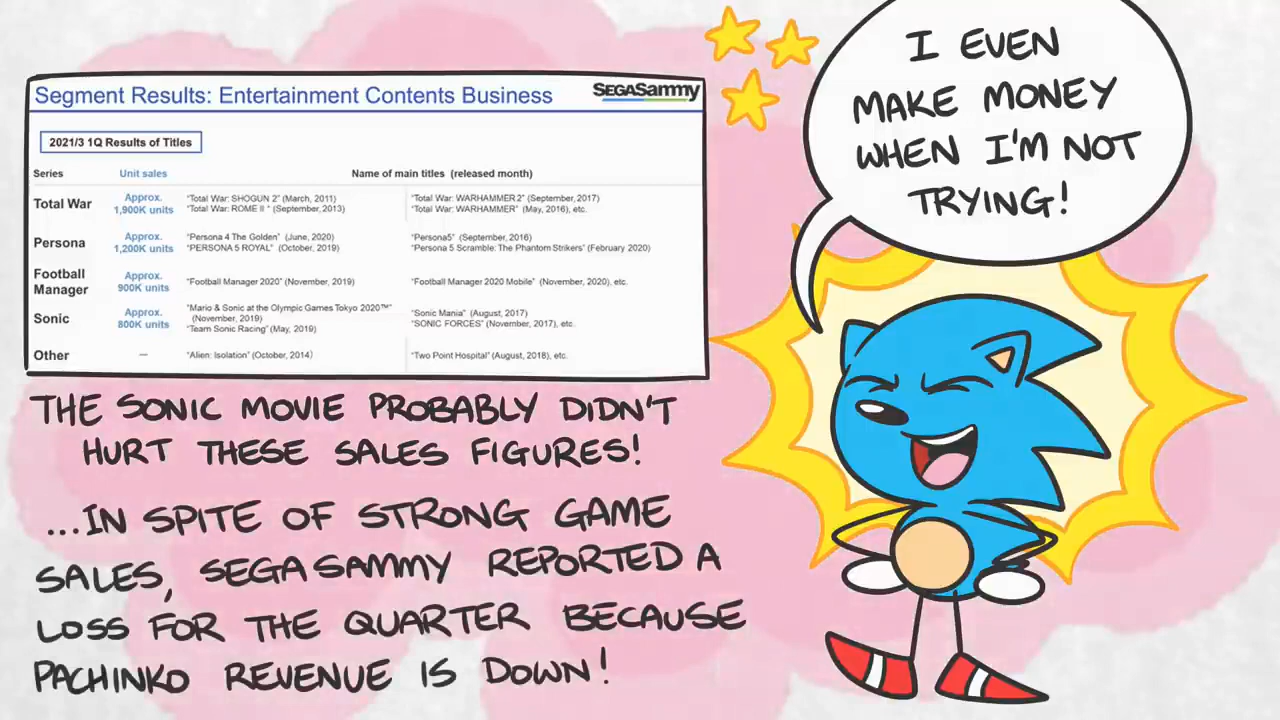 Segment Results: Entertainment Contents Business
SEGASammy
2021/3 1Q Results of Titles
Series Unit sales Name of main titles (released month)
Total War Approx. 1,900K units
"Total War: SHOGUN 2" (March, 2011) "Total War: WARHAMMER 2" (September, 2017)
"Total War: ROME II " (September, 2013) "Total War: WARHAMMER" (May, 2016), etc.
Persona Approx. 1,200K units
"Persona 4 The Golden" (June, 2020) "Persona5" (September, 2016)
"PERSONA 5 ROYAL" (October, 2019) "Persona 5 Scramble: The Phantom Strikers" (February 2020)
Football Manager Approx. 900K units
"Football Manager 2020" (November, 2019) "Football Manager 2020 Mobile" (November, 2020), etc.
Sonic Approx. 800K units
"Mario & Sonic at the Olympic Games Tokyo 2020™" (November, 2019) "Sonic Mania" (August, 2017)
"Team Sonic Racing" (May, 2019) "SONIC FORCES" (November, 2017), etc.
Other — "Alien: Isolation" (October, 2014) "Two Point Hospital" (August, 2018), etc.
I EVEN
MAKE MONEY
WHEN I'M NOT
TRYING!
THE SONIC MOVIE PROBABLY DIDN'T
HURT THESE SALES FIGURES!
...IN SPITE OF STRONG GAME
SALES, SEGASAMMY REPORTED A
LOSS FOR THE QUARTER BECAUSE
PACHINKO REVENUE IS DOWN!